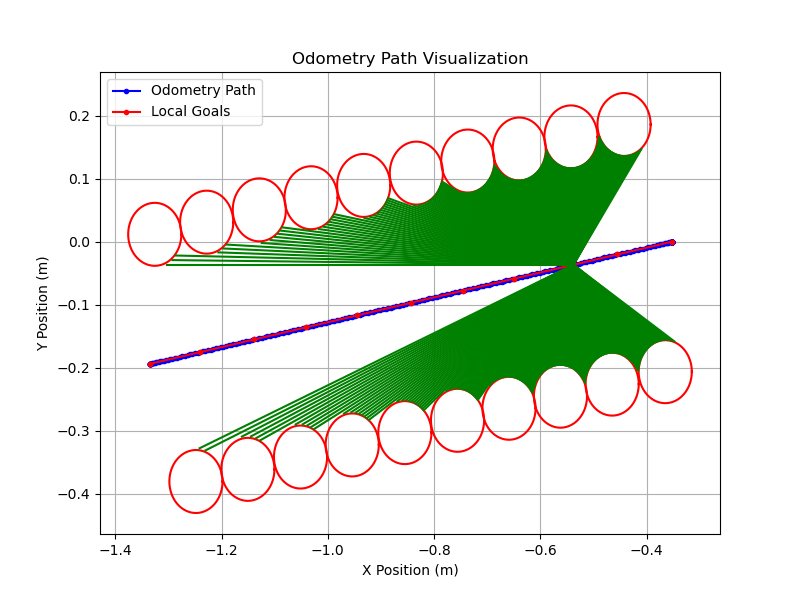 Odometry Path Visualization
Odometry Path
Local Goals
0.2
0.1
0.0
−0.1
−0.2
−0.3
−0.4
Y Position (m)
−1.4 −1.2 −1.0 −0.8 −0.6 −0.4
X Position (m)